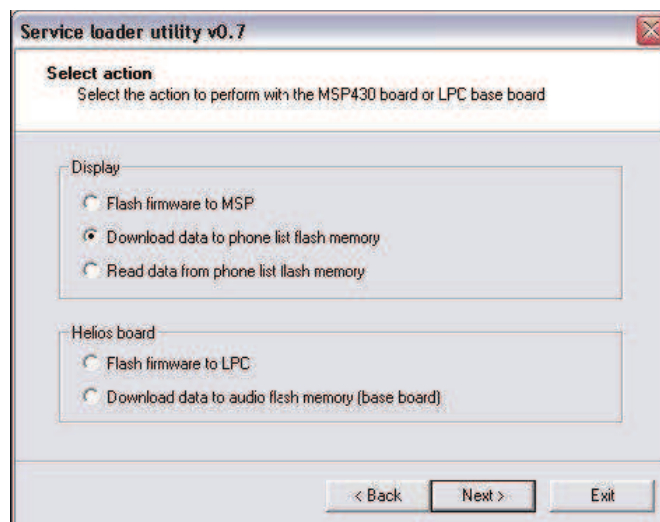 Service loader utility v0.7
Select action
Select the action to perform with the MSP430 board or LPC base board
Display
Flash firmware to MSP
Download data to phone list flash memory
Read data from phone list flash memory
Helios board
Flash firmware to LPC
Download data to audio flash memory (base board)
< Back Next > Exit